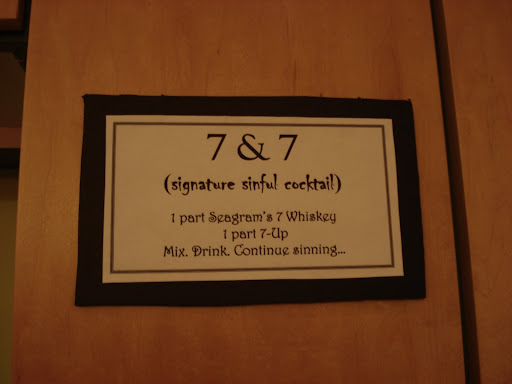 7 & 7
(signature sinful cocktail)
1 part Seagram's 7 Whiskey
1 part 7-Up
Mix. Drink. Continue sinning...